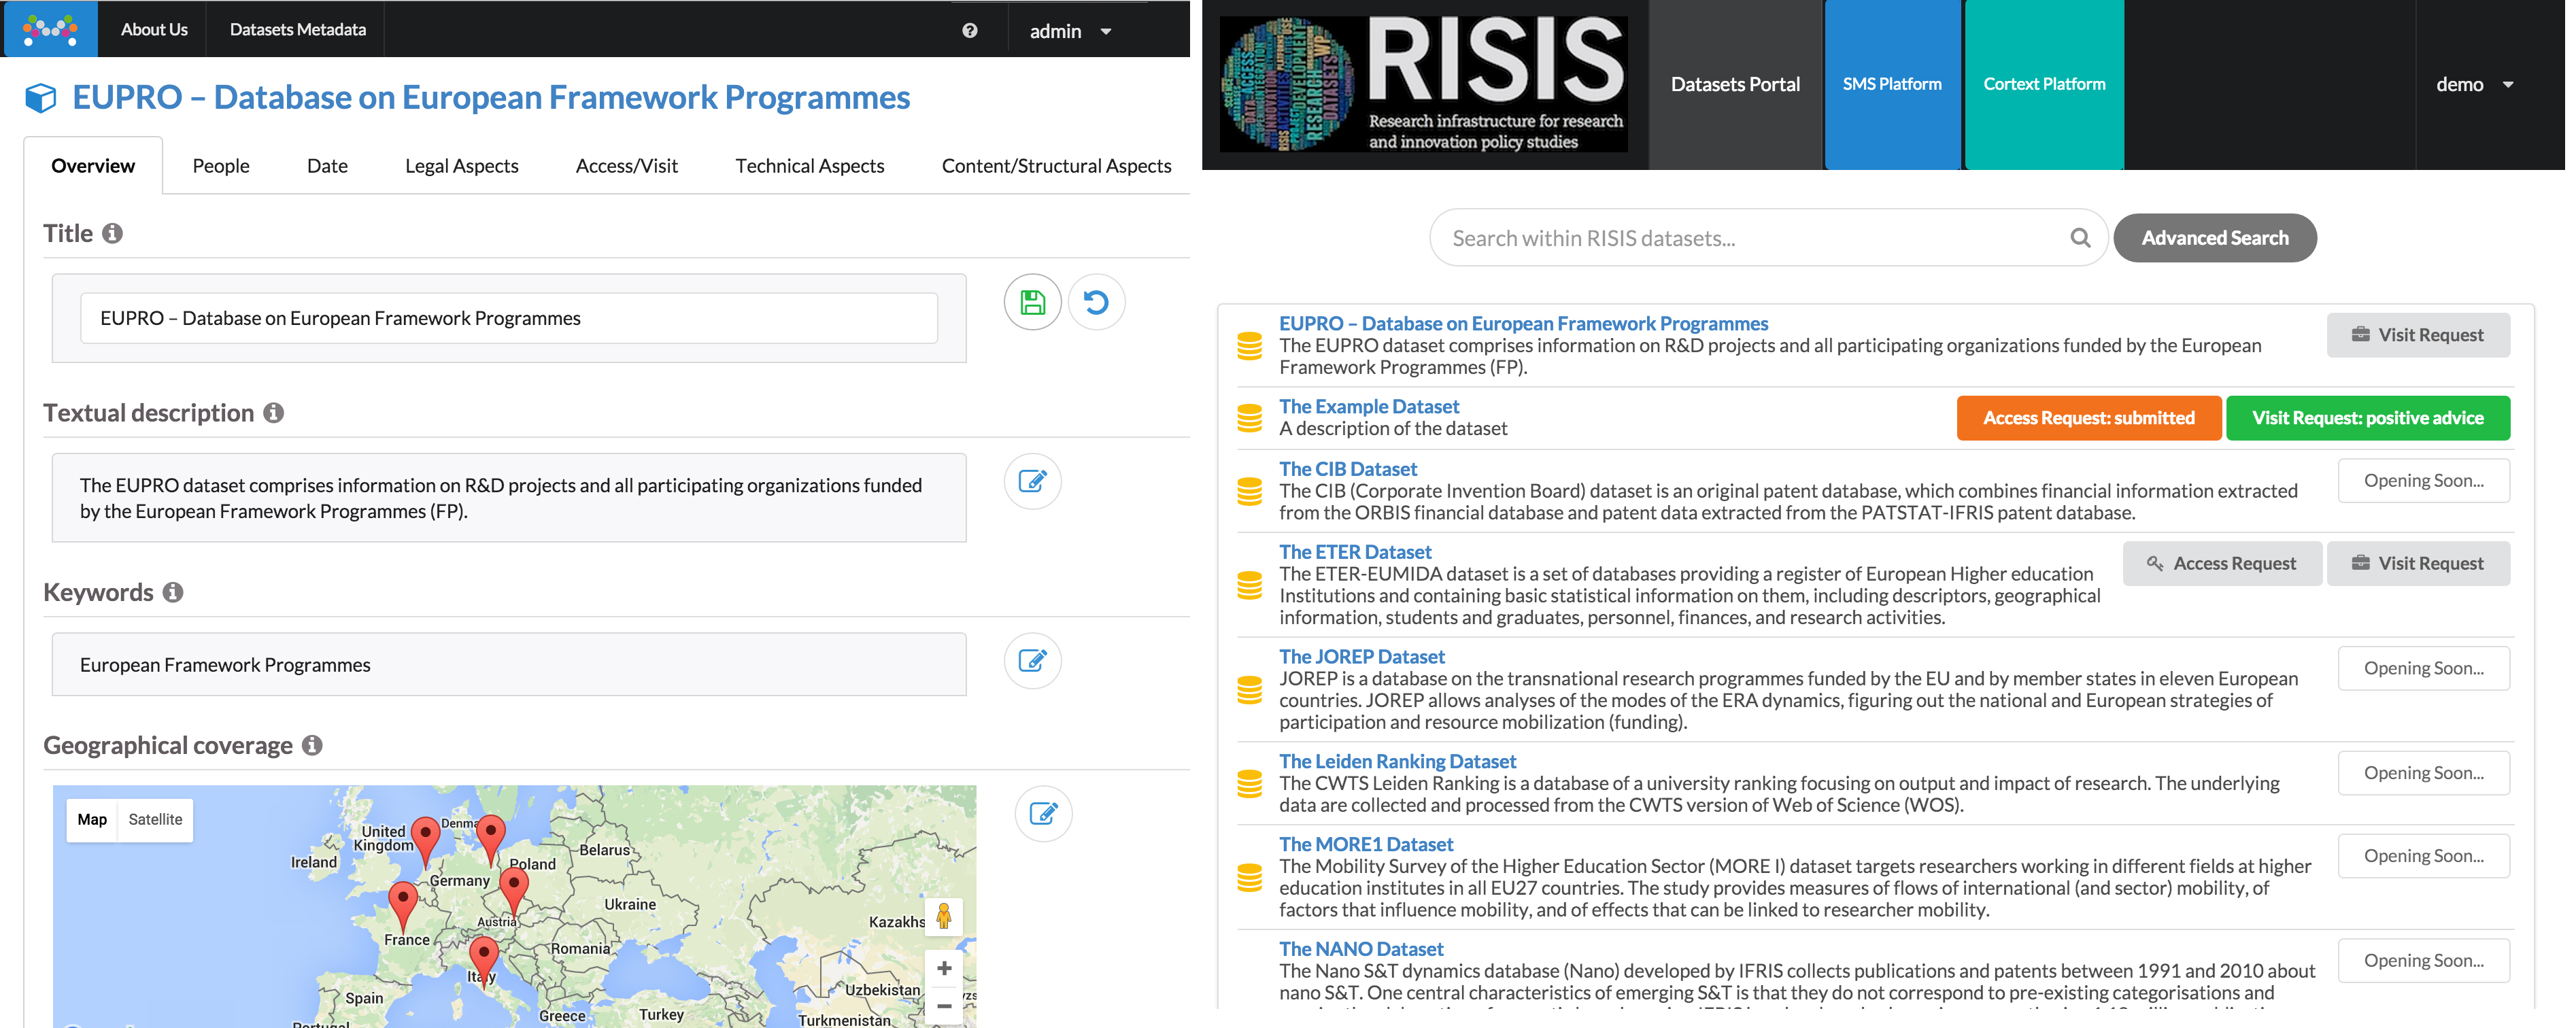 About Us
Datasets Metadata
admin
EUPRO – Database on European Framework Programmes
Overview
People
Date
Legal Aspects
Access/Visit
Technical Aspects
Content/Structural Aspects
Title
EUPRO – Database on European Framework Programmes
Textual description
The EUPRO dataset comprises information on R&D projects and all participating organizations funded
by the European Framework Programmes (FP).
Keywords
European Framework Programmes
Geographical coverage
Map
Satellite
United
Kingdom
Ireland
Denma
Poland
Belarus
Germany
Ukraine
Austria
Kazakhs
France
Romania
Italy
Uzbekistan
Spain
Greece
Turkey
Turkmenistan
RISIS
Research infrastructure for research
and innovation policy studies
Datasets Portal
SMS Platform
Cortext Platform
demo
Search within RISIS datasets...
Advanced Search
EUPRO – Database on European Framework Programmes
The EUPRO dataset comprises information on R&D projects and all participating organizations funded by the European
Framework Programmes (FP).
Visit Request
The Example Dataset
A description of the dataset
Access Request: submitted
Visit Request: positive advice
The CIB Dataset
The CIB (Corporate Invention Board) dataset is an original patent database, which combines financial information extracted
from the ORBIS financial database and patent data extracted from the PATSTAT-IFRIS patent database.
Opening Soon...
The ETER Dataset
The ETER-EUMIDA dataset is a set of databases providing a register of European Higher education
Institutions and containing basic statistical information on them, including descriptors, geographical
information, students and graduates, personnel, finances, and research activities.
Access Request
Visit Request
The JOREP Dataset
JOREP is a database on the transnational research programmes funded by the EU and by member states in eleven European
countries. JOREP allows analyses of the modes of the ERA dynamics, figuring out the national and European strategies of
participation and resource mobilization (funding).
Opening Soon...
The Leiden Ranking Dataset
The CWTS Leiden Ranking is a database of a university ranking focusing on output and impact of research. The underlying
data are collected and processed from the CWTS version of Web of Science (WOS).
Opening Soon...
The MORE1 Dataset
The Mobility Survey of the Higher Education Sector (MORE I) dataset targets researchers working in different fields at higher
education institutes in all EU27 countries. The study provides measures of flows of international (and sector) mobility, of
factors that influence mobility, and of effects that can be linked to researcher mobility.
Opening Soon...
The NANO Dataset
The Nano S&T dynamics database (Nano) developed by IFRIS collects publications and patents between 1991 and 2010 about
nano S&T. One central characteristics of emerging S&T is that they do not correspond to pre-existing categorisations and
Opening Soon...